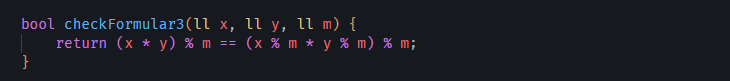 bool checkFormular3(ll x, ll y, ll m) {
    return (x * y) % m == (x % m * y % m) % m;
}